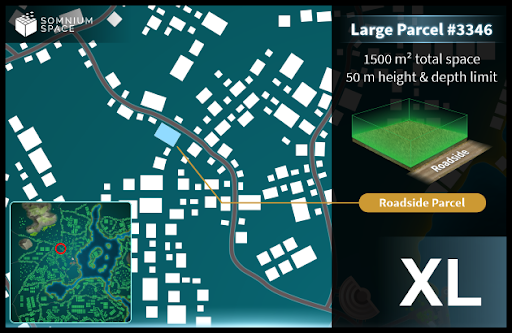 SOMNIUM
SPACE
Large Parcel #3346
1500 m² total space
50 m height & depth limit
Roadside
Roadside Parcel
XL